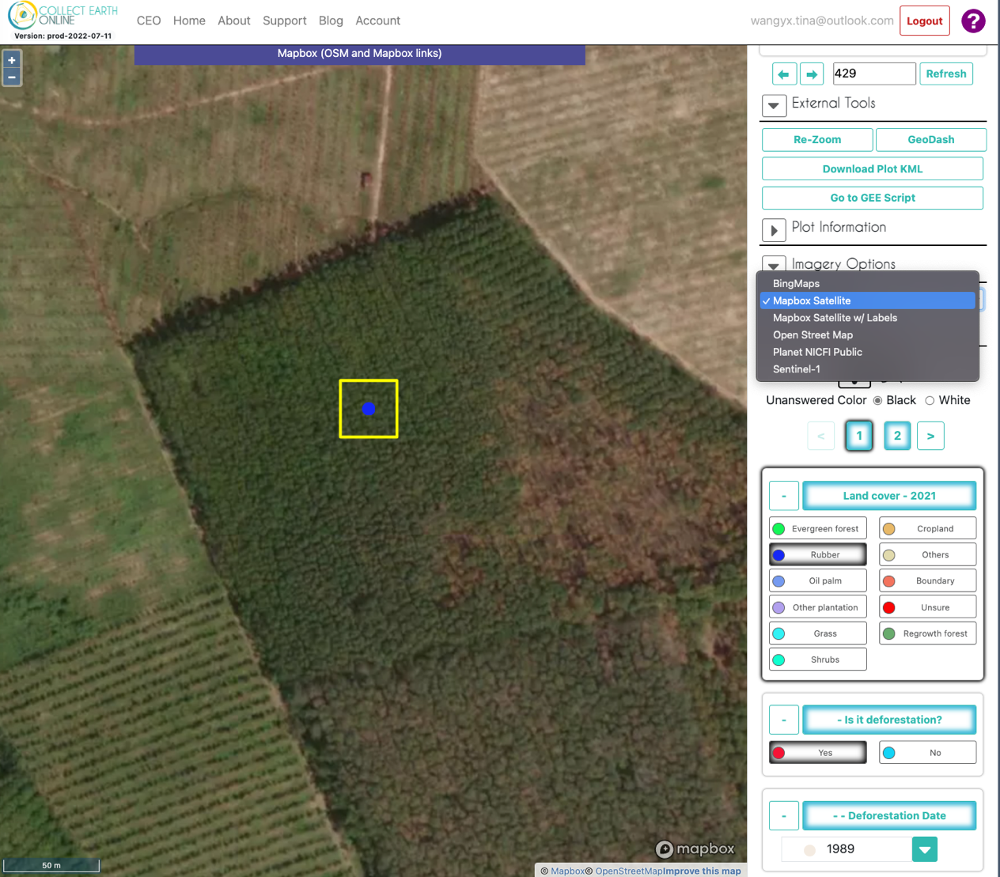 COLLECT EARTH
ONLINE
Version: prod-2022-07-11
CEO Home About Support Blog Account
wangyx.tina@outlook.com Logout ?
Mapbox (OSM and Mapbox links)
+
−
429 Refresh
External Tools
Re-Zoom GeoDash
Download Plot KML
Go to GEE Script
Plot Information
Imagery Options
BingMaps
✓ Mapbox Satellite
Mapbox Satellite w/ Labels
Open Street Map
Planet NICFI Public
Sentinel-1
Unanswered Color Black White
< 1 2 >
- Land cover - 2021
Evergreen forest Cropland
Rubber Others
Oil palm Boundary
Other plantation Unsure
Grass Regrowth forest
Shrubs
- - Is it deforestation?
Yes No
- - - Deforestation Date
1989
50 m
mapbox
© Mapbox© OpenStreetMapImprove this map